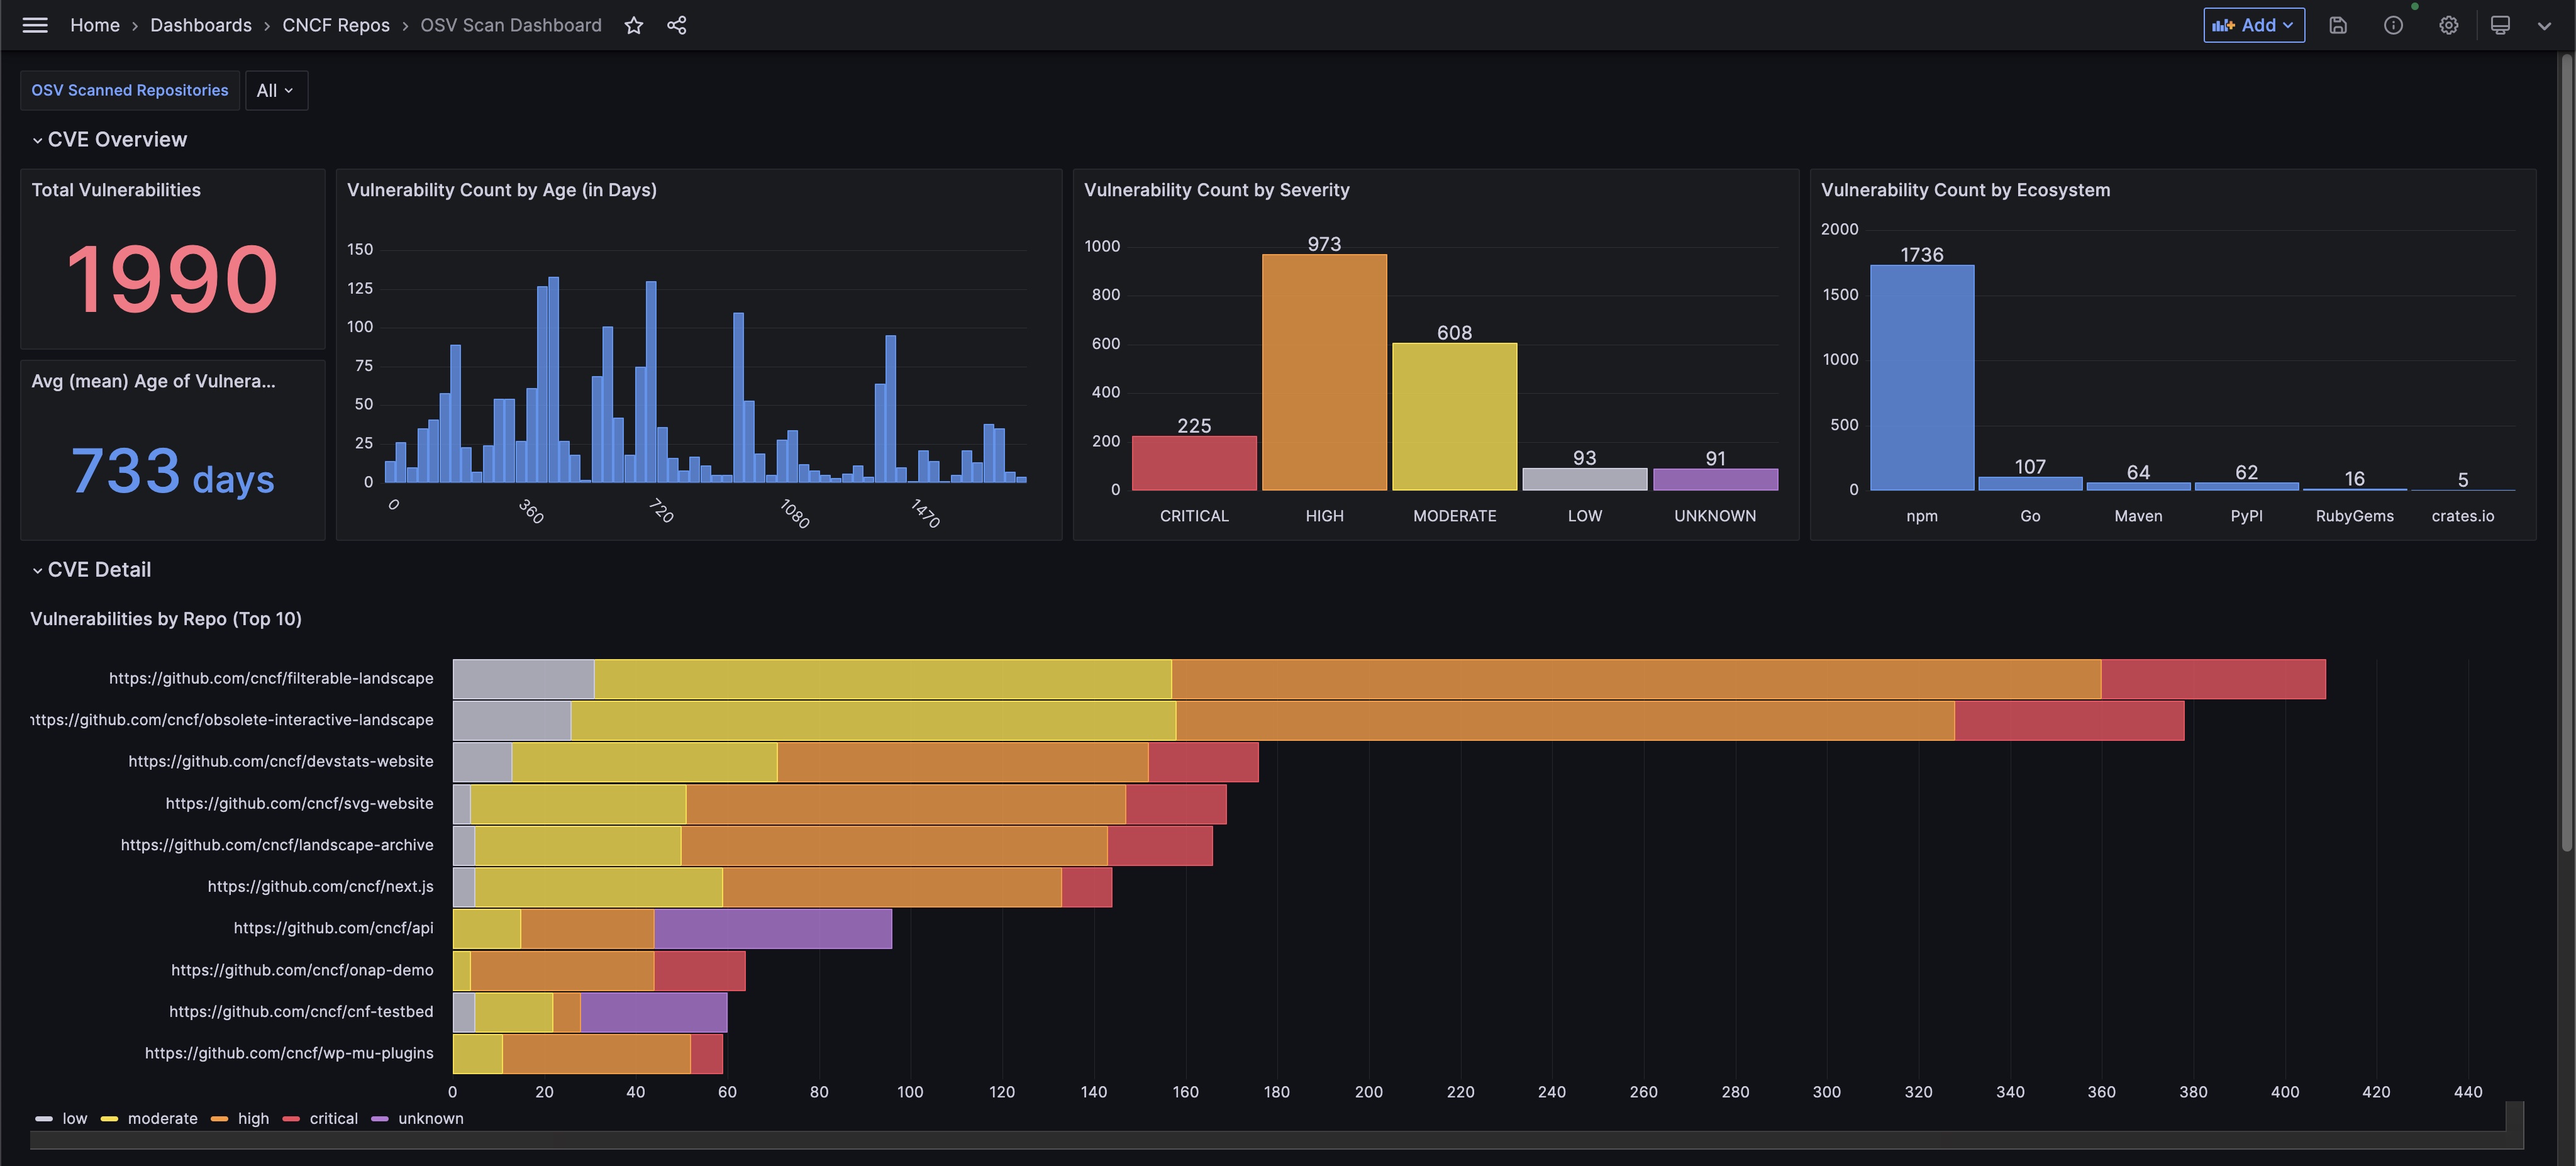 Home › Dashboards › CNCF Repos › OSV Scan Dashboard
Add
OSV Scanned Repositories All
CVE Overview
Total Vulnerabilities
1990
Avg (mean) Age of Vulnera...
733 days
Vulnerability Count by Age (in Days)
150
125
100
75
50
25
0
0 360 720 1080 1470
Vulnerability Count by Severity
1000
800
600
400
200
0
225 973 608 93 91
CRITICAL HIGH MODERATE LOW UNKNOWN
Vulnerability Count by Ecosystem
2000
1500
1000
500
0
1736 107 64 62 16 5
npm Go Maven PyPI RubyGems crates.io
CVE Detail
Vulnerabilities by Repo (Top 10)
https://github.com/cncf/filterable-landscape
https://github.com/cncf/obsolete-interactive-landscape
https://github.com/cncf/devstats-website
https://github.com/cncf/svg-website
https://github.com/cncf/landscape-archive
https://github.com/cncf/next.js
https://github.com/cncf/api
https://github.com/cncf/onap-demo
https://github.com/cncf/cnf-testbed
https://github.com/cncf/wp-mu-plugins
0 20 40 60 80 100 120 140 160 180 200 220 240 260 280 300 320 340 360 380 400 420 440
low moderate high critical unknown